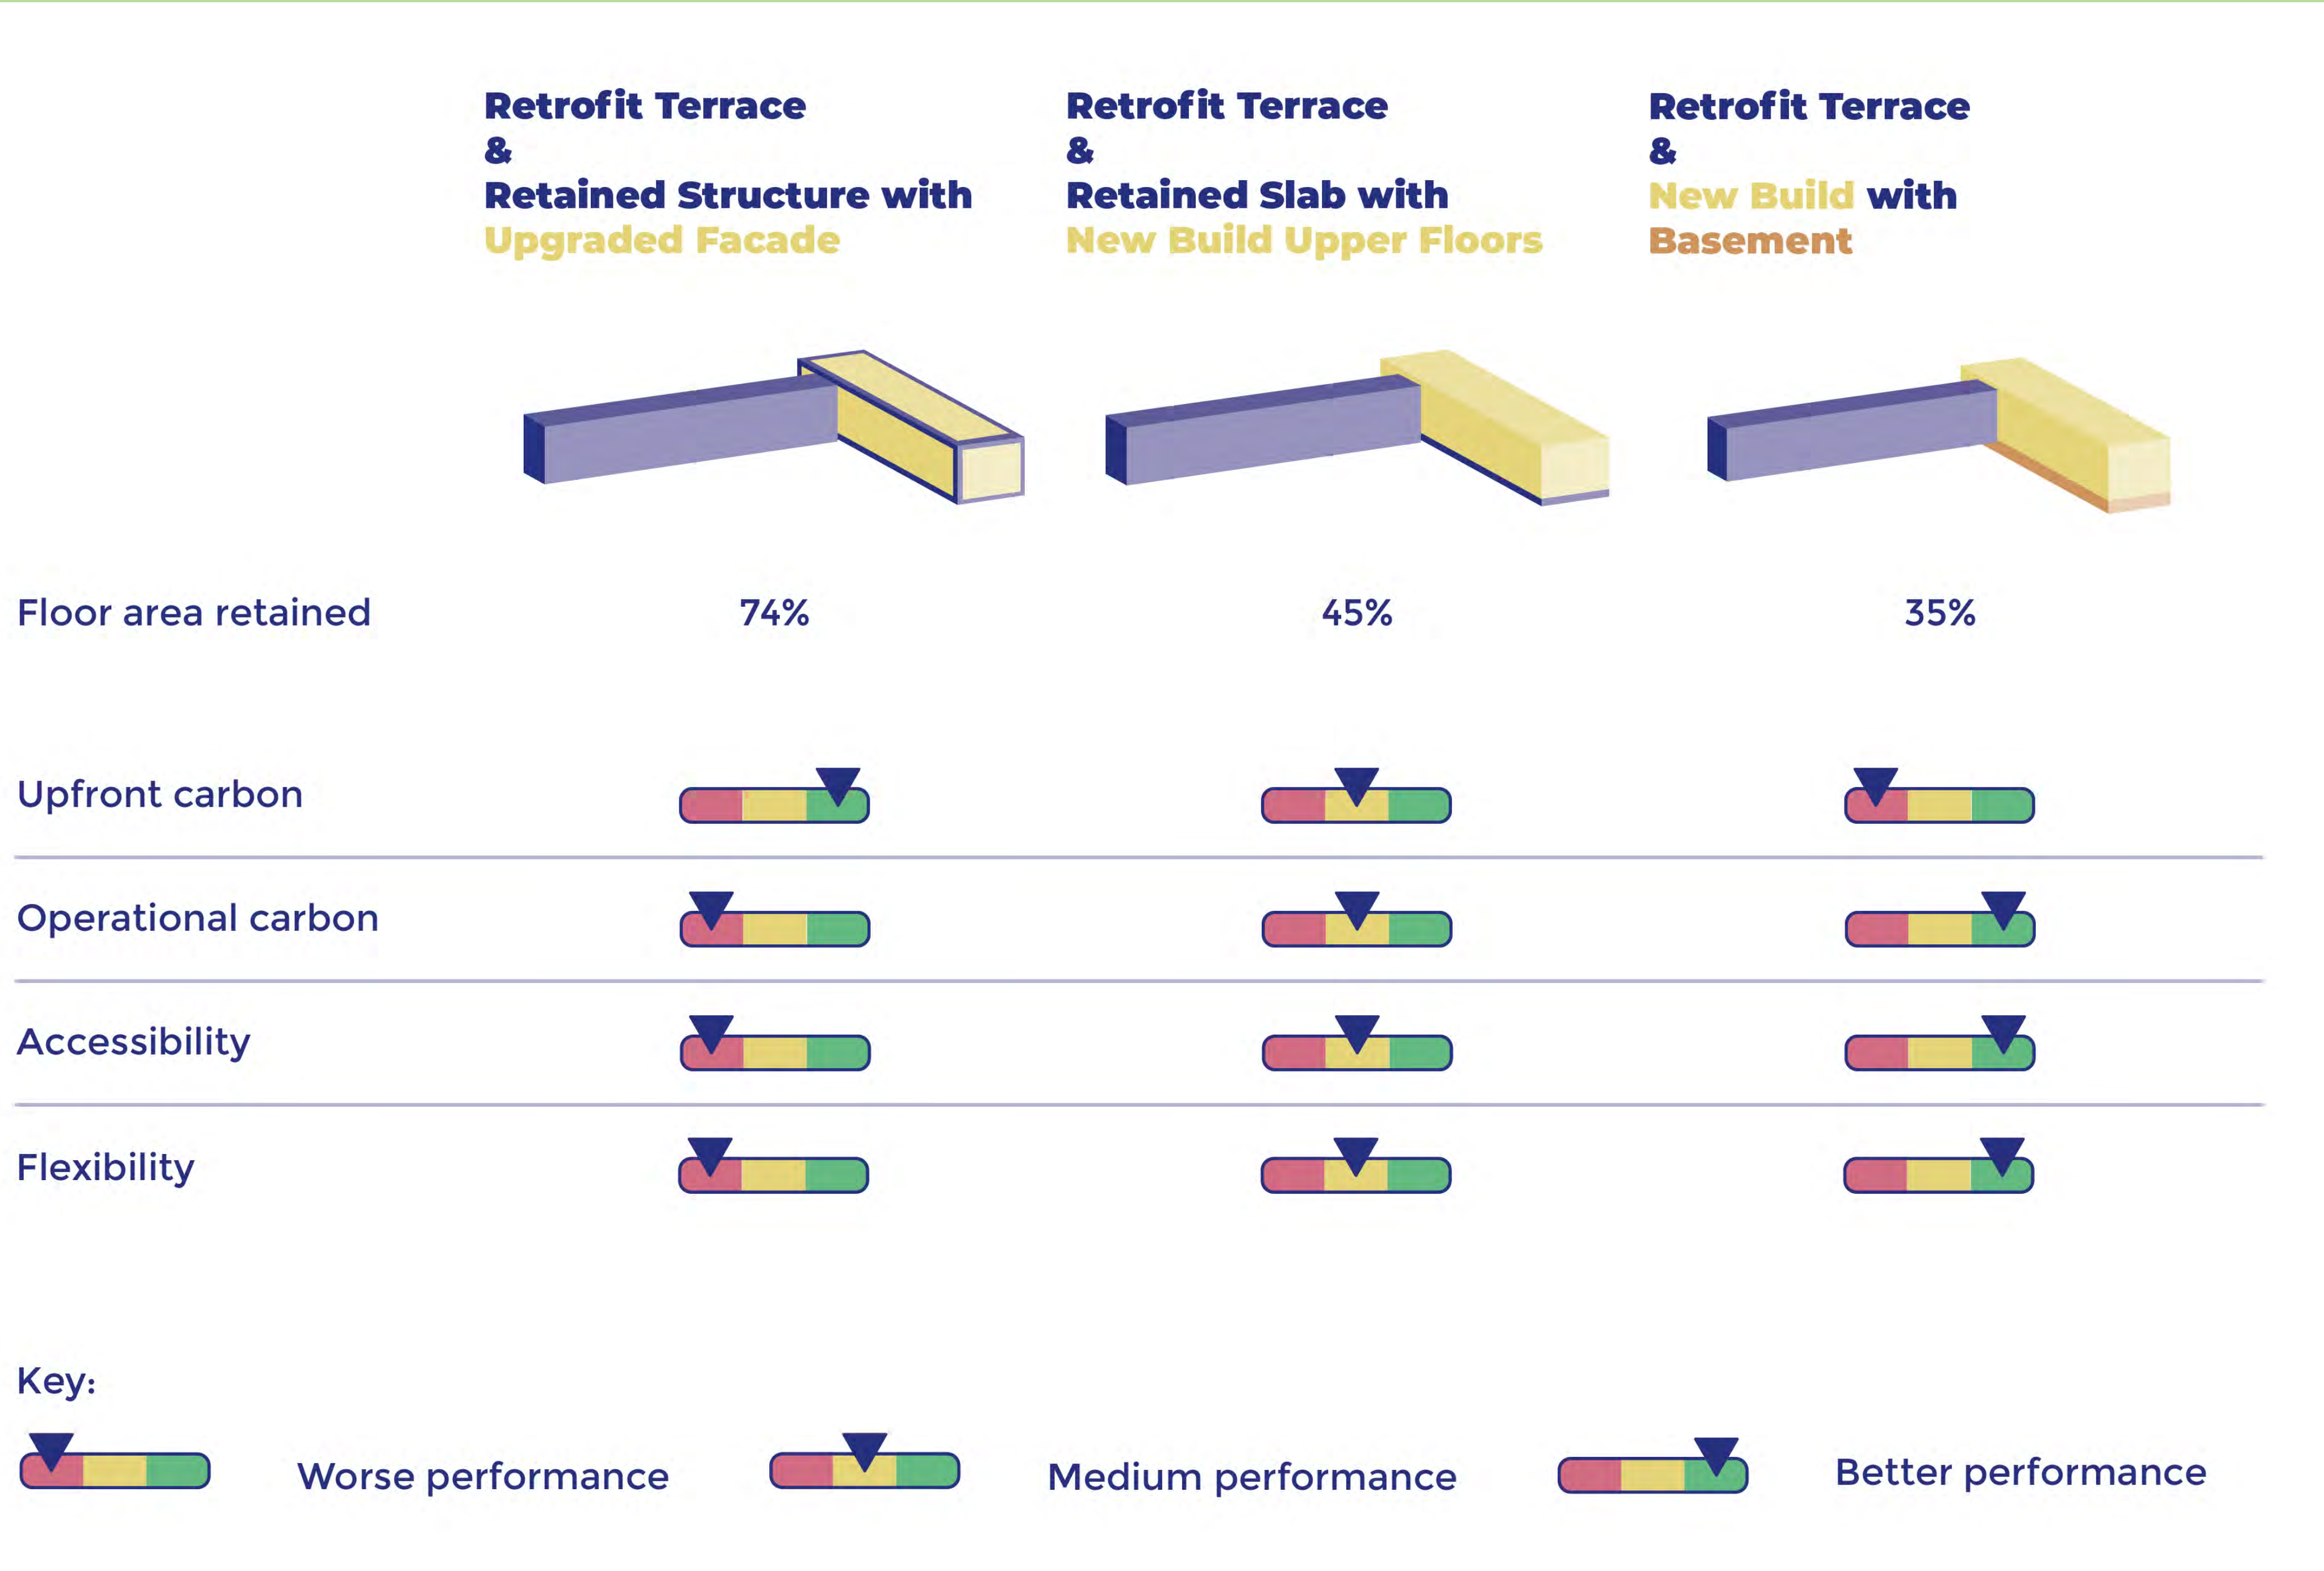 Retrofit Terrace
&
Retained Structure with
Upgraded Facade
Retrofit Terrace
&
Retained Slab with
New Build Upper Floors
Retrofit Terrace
&
New Build with
Basement
Floor area retained
74%
45%
35%
Upfront carbon
Operational carbon
Accessibility
Flexibility
Key:
Worse performance
Medium performance
Better performance